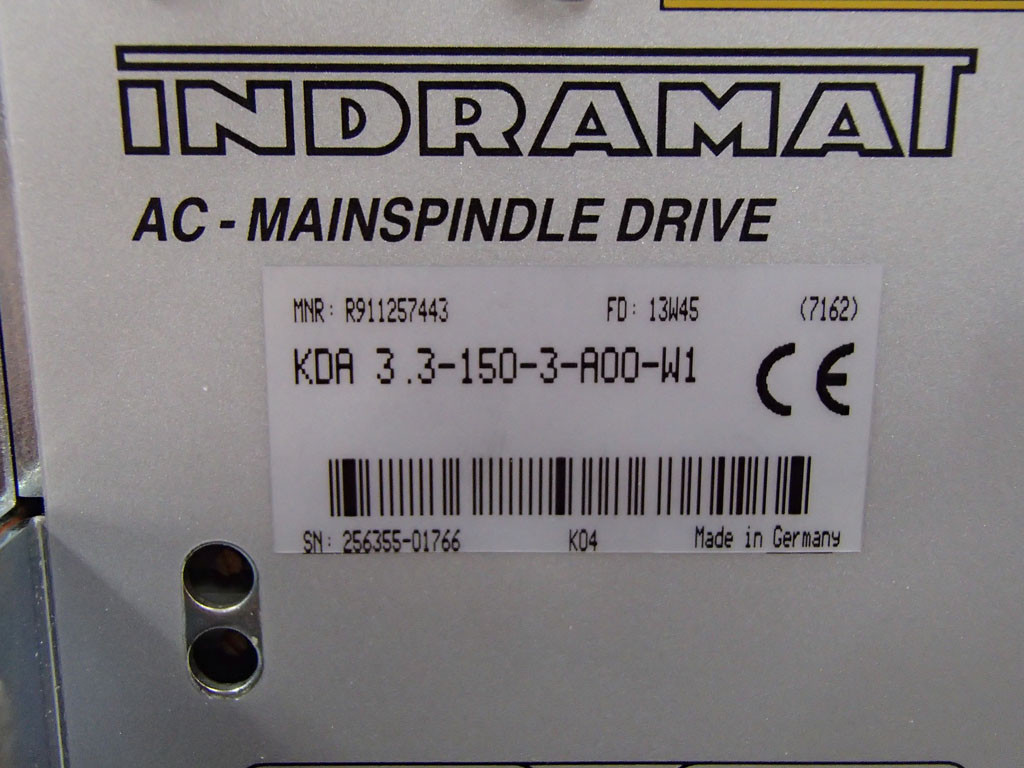 INDRAMAT
AC - MAINSPINDLE DRIVE
MNR: R911257443 FD: 13W45 (7162)
KDA 3.3-150-3-A00-W1 CE
SN: 256355-01766 K04 Made in Germany